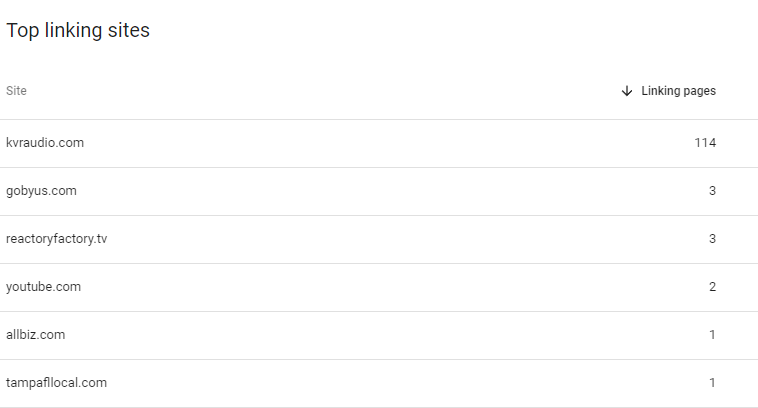 Top linking sites
Site ↓ Linking pages
kvraudio.com 114
gobyus.com 3
reactoryfactory.tv 3
youtube.com 2
allbiz.com 1
tampafllocal.com 1